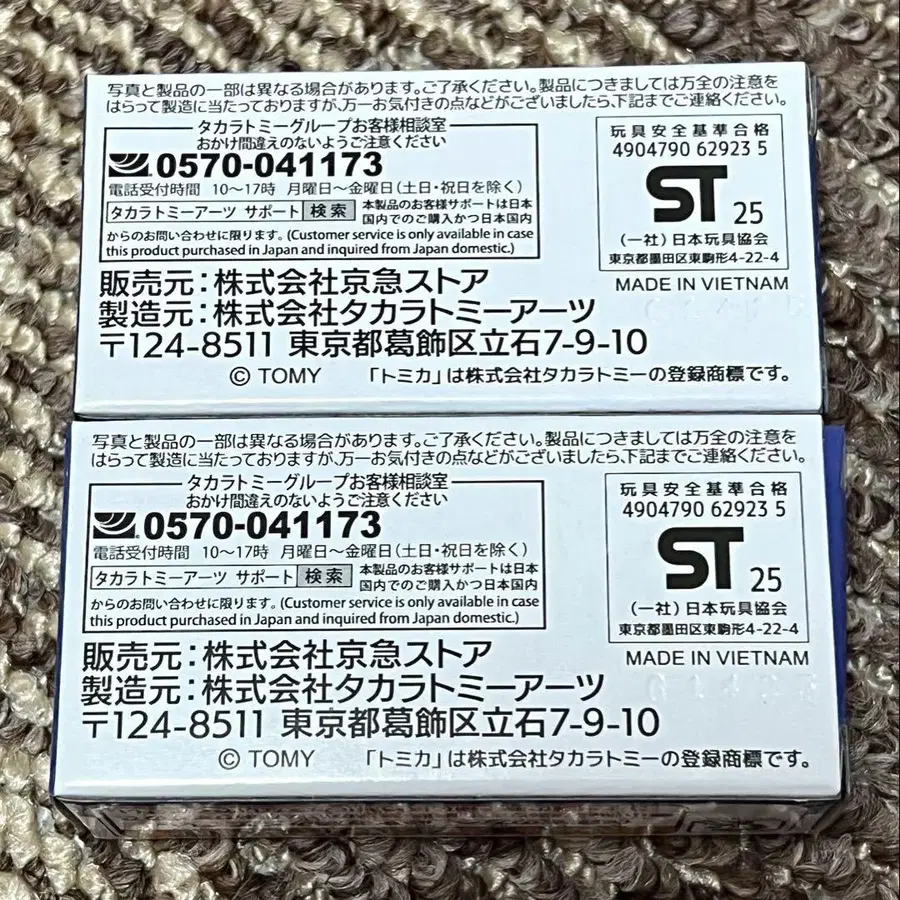 写真と製品の一部は異なる場合があります。ご了承ください。製品につきましては万全の注意を
はらって製造に当たっておりますが、万一お気付きの点などがございましたら、下記までご連絡ください。
タカラトミーグループお客様相談室
おかけ間違えのないようご注意ください
0570-041173
電話受付時間 10〜17時 月曜日〜金曜日(土日・祝日を除く)
タカラトミーアーツ サポート 検索
本製品のお客様サポートは日本
国内でのご購入かつ日本国内
からのお問い合わせに限ります。(Customer service is only available in case
this product purchased in Japan and inquired from Japan domestic.)
玩具安全基準合格
4904790 62923 5
ST 25
(一社)日本玩具協会
東京都墨田区東駒形4-22-4
MADE IN VIETNAM
販売元:株式会社京急ストア
製造元:株式会社タカラトミーアーツ
〒124-8511 東京都葛飾区立石7-9-10
© TOMY 「トミカ」は株式会社タカラトミーの登録商標です。
写真と製品の一部は異なる場合があります。ご了承ください。製品につきましては万全の注意を
はらって製造に当たっておりますが、万一お気付きの点などがございましたら、下記までご連絡ください。
タカラトミーグループお客様相談室
おかけ間違えのないようご注意ください
0570-041173
電話受付時間 10〜17時 月曜日〜金曜日(土日・祝日を除く)
タカラトミーアーツ サポート 検索
本製品のお客様サポートは日本
国内でのご購入かつ日本国内
からのお問い合わせに限ります。(Customer service is only available in case
this product purchased in Japan and inquired from Japan domestic.)
玩具安全基準合格
4904790 62923 5
ST 25
(一社)日本玩具協会
東京都墨田区東駒形4-22-4
MADE IN VIETNAM
販売元:株式会社京急ストア
製造元:株式会社タカラトミーアーツ
〒124-8511 東京都葛飾区立石7-9-10
© TOMY 「トミカ」は株式会社タカラトミーの登録商標です。